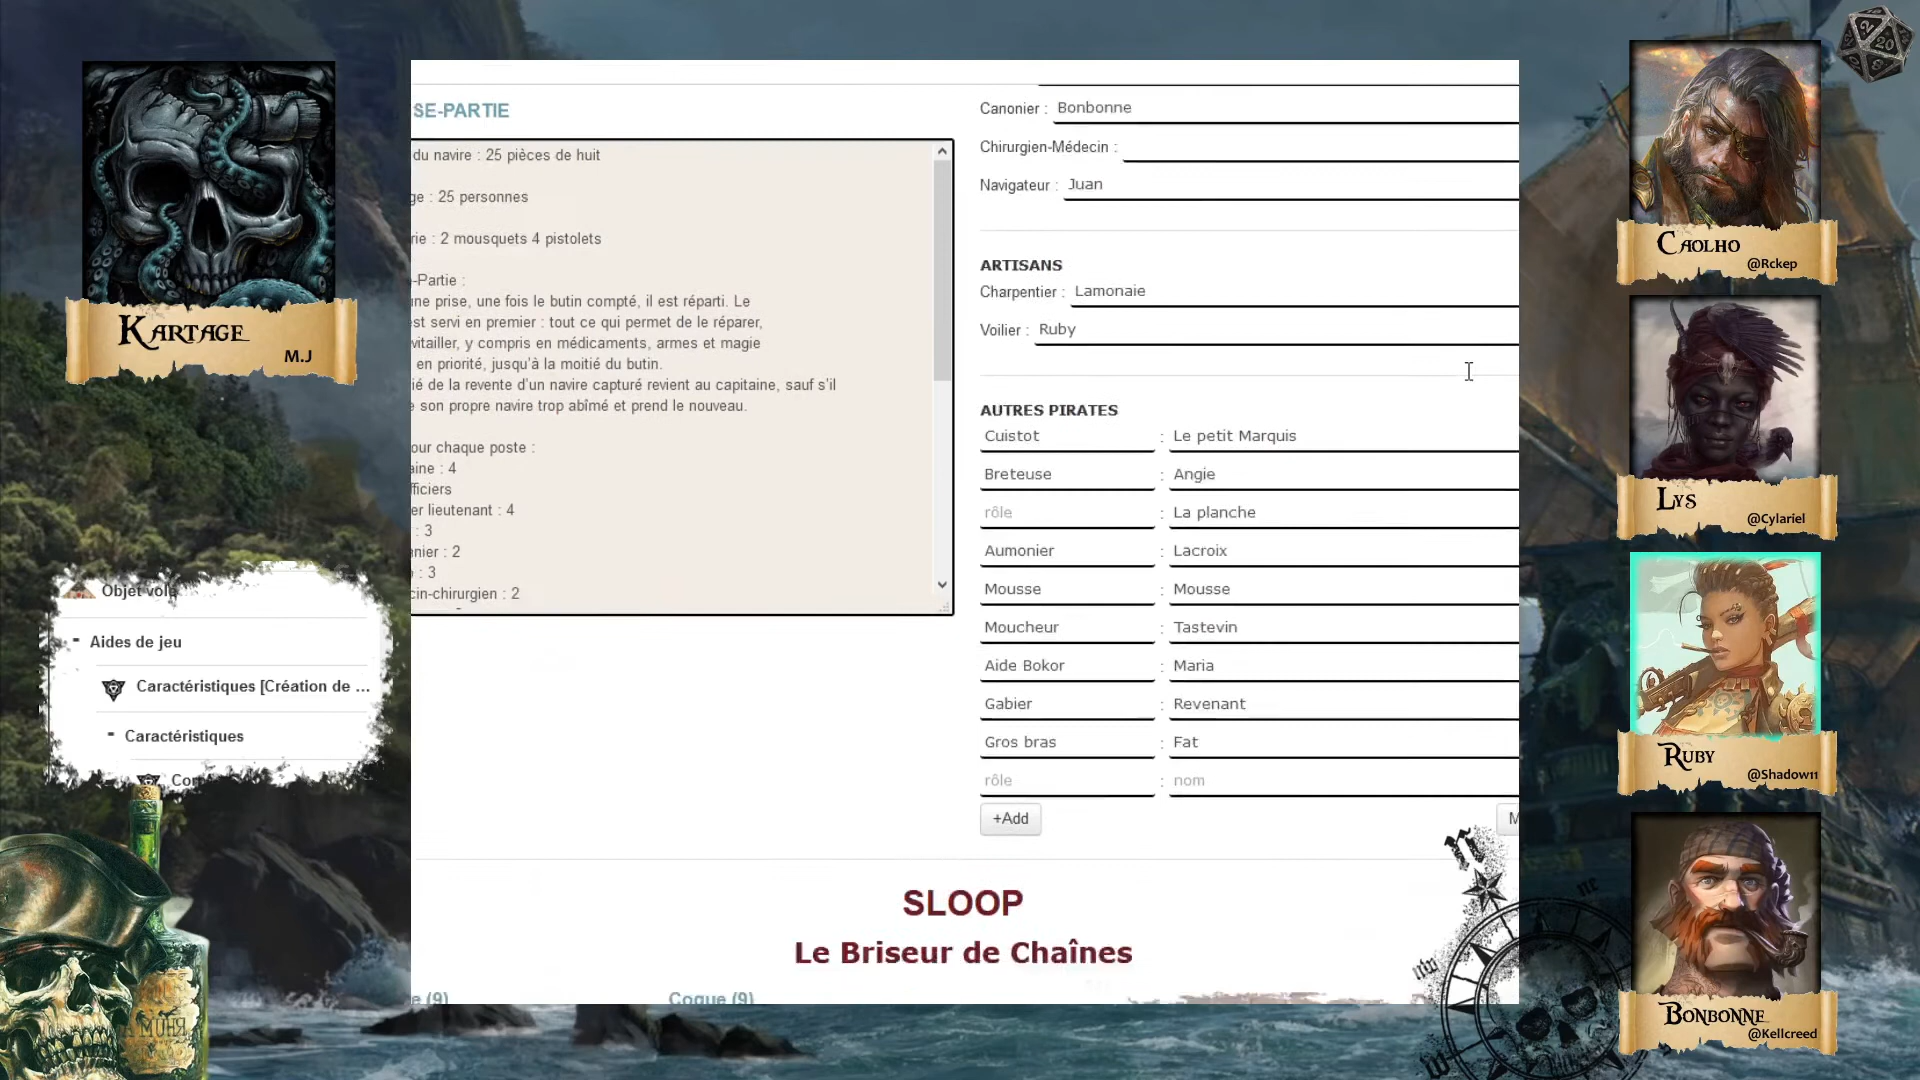 KARTAGE
M.J
Objet volé
Aides de jeu
Caractéristiques [Création de ...
Caractéristiques
SE-PARTIE
du navire : 25 pièces de huit
ge : 25 personnes
rie : 2 mousquets 4 pistolets
-Partie :
ne prise, une fois le butin compté, il est réparti. Le
est servi en premier : tout ce qui permet de le réparer,
vitailler, y compris en médicaments, armes et magie
en priorité, jusqu'à la moitié du butin.
ié de la revente d'un navire capturé revient au capitaine, sauf s'il
e son propre navire trop abîmé et prend le nouveau.
our chaque poste :
aine : 4
fficiers
er lieutenant : 4
: 3
nier : 2
: 3
cin-chirurgien : 2
Canonier : Bonbonne
Chirurgien-Médecin :
Navigateur : Juan
ARTISANS
Charpentier : Lamonaie
Voilier : Ruby
AUTRES PIRATES
Cuistot : Le petit Marquis
Breteuse : Angie
rôle : La planche
Aumonier : Lacroix
Mousse : Mousse
Moucheur : Tastevin
Aide Bokor : Maria
Gabier : Revenant
Gros bras : Fat
rôle : nom
+Add
M
SLOOP
Le Briseur de Chaînes
e (9)
Coque (9)
CAOLHO
@Rckep
LYS
@Cylariel
RUBY
@Shadow11
BONBONNE
@Kellcreed
20
n
ne
nw
w